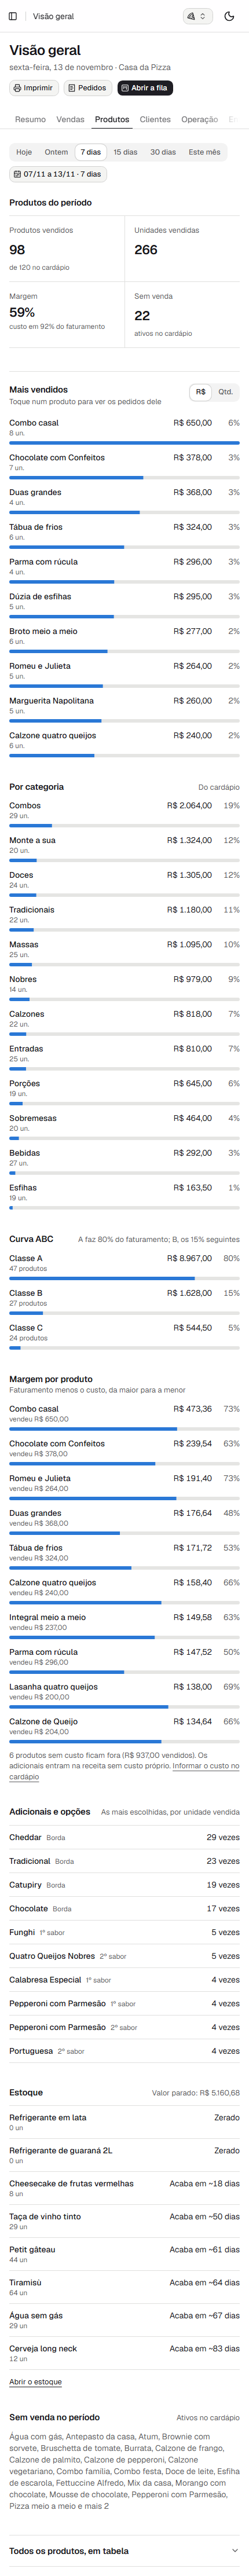 Visão geral
Visão geral
sexta-feira, 13 de novembro · Casa da Pizza
Imprimir Pedidos Abrir a fila
Resumo Vendas Produtos Clientes Operação
Hoje Ontem 7 dias 15 dias 30 dias Este mês
07/11 a 13/11 · 7 dias
Produtos do período
Produtos vendidos Unidades vendidas
98 266
de 120 no cardápio
Margem Sem venda
59% 22
custo em 92% do faturamento ativos no cardápio
Mais vendidos R$ Qtd.
Toque num produto para ver os pedidos dele
Combo casal R$ 650,00 6%
8 un.
Chocolate com Confeitos R$ 378,00 3%
7 un.
Duas grandes R$ 368,00 3%
4 un.
Tábua de frios R$ 324,00 3%
6 un.
Parma com rúcula R$ 296,00 3%
4 un.
Dúzia de esfihas R$ 295,00 3%
5 un.
Broto meio a meio R$ 277,00 2%
6 un.
Romeu e Julieta R$ 264,00 2%
5 un.
Marguerita Napolitana R$ 260,00 2%
5 un.
Calzone quatro queijos R$ 240,00 2%
6 un.
Por categoria Do cardápio
Combos R$ 2.064,00 19%
29 un.
Monte a sua R$ 1.324,00 12%
20 un.
Doces R$ 1.305,00 12%
24 un.
Tradicionais R$ 1.180,00 11%
22 un.
Massas R$ 1.095,00 10%
25 un.
Nobres R$ 979,00 9%
14 un.
Calzones R$ 818,00 7%
22 un.
Entradas R$ 810,00 7%
25 un.
Porções R$ 645,00 6%
19 un.
Sobremesas R$ 464,00 4%
20 un.
Bebidas R$ 292,00 3%
27 un.
Esfihas R$ 163,50 1%
19 un.
Curva ABC A faz 80% do faturamento; B, os 15% seguintes
Classe A R$ 8.967,00 80%
47 produtos
Classe B R$ 1.628,00 15%
27 produtos
Classe C R$ 544,50 5%
24 produtos
Margem por produto
Faturamento menos o custo, da maior para a menor
Combo casal R$ 473,36 73%
vendeu R$ 650,00
Chocolate com Confeitos R$ 239,54 63%
vendeu R$ 378,00
Romeu e Julieta R$ 191,40 73%
vendeu R$ 264,00
Duas grandes R$ 176,64 48%
vendeu R$ 368,00
Tábua de frios R$ 171,72 53%
vendeu R$ 324,00
Calzone quatro queijos R$ 158,40 66%
vendeu R$ 240,00
Integral meio a meio R$ 149,58 63%
vendeu R$ 237,00
Parma com rúcula R$ 147,52 50%
vendeu R$ 296,00
Lasanha quatro queijos R$ 138,00 69%
vendeu R$ 200,00
Calzone de Queijo R$ 134,64 66%
vendeu R$ 204,00
6 produtos sem custo ficam fora (R$ 937,00 vendidos). Os
adicionais entram na receita sem custo próprio. Informar o custo no
cardápio
Adicionais e opções As mais escolhidas, por unidade vendida
Cheddar Borda 29 vezes
Tradicional Borda 23 vezes
Catupiry Borda 19 vezes
Chocolate Borda 17 vezes
Funghi 1º sabor 5 vezes
Quatro Queijos Nobres 2º sabor 5 vezes
Calabresa Especial 1º sabor 4 vezes
Pepperoni com Parmesão 1º sabor 4 vezes
Pepperoni com Parmesão 2º sabor 4 vezes
Portuguesa 2º sabor 4 vezes
Estoque Valor parado: R$ 5.160,68
Refrigerante em lata Zerado
0 un
Refrigerante de guaraná 2L Zerado
0 un
Cheesecake de frutas vermelhas Acaba em ~18 dias
8 un
Taça de vinho tinto Acaba em ~50 dias
29 un
Petit gâteau Acaba em ~61 dias
44 un
Tiramisù Acaba em ~64 dias
64 un
Água sem gás Acaba em ~67 dias
29 un
Cerveja long neck Acaba em ~83 dias
12 un
Abrir o estoque
Sem venda no período Ativos no cardápio
Água com gás, Antepasto da casa, Atum, Brownie com
sorvete, Bruschetta de tomate, Burrata, Calzone de frango,
Calzone de palmito, Calzone de pepperoni, Calzone
vegetariano, Combo família, Combo festa, Doce de leite, Esfiha
de escarola, Fettuccine Alfredo, Mix da casa, Morango com
chocolate, Mousse de chocolate, Pepperoni com Parmesão,
Pizza meio a meio e mais 2
Todos os produtos, em tabela